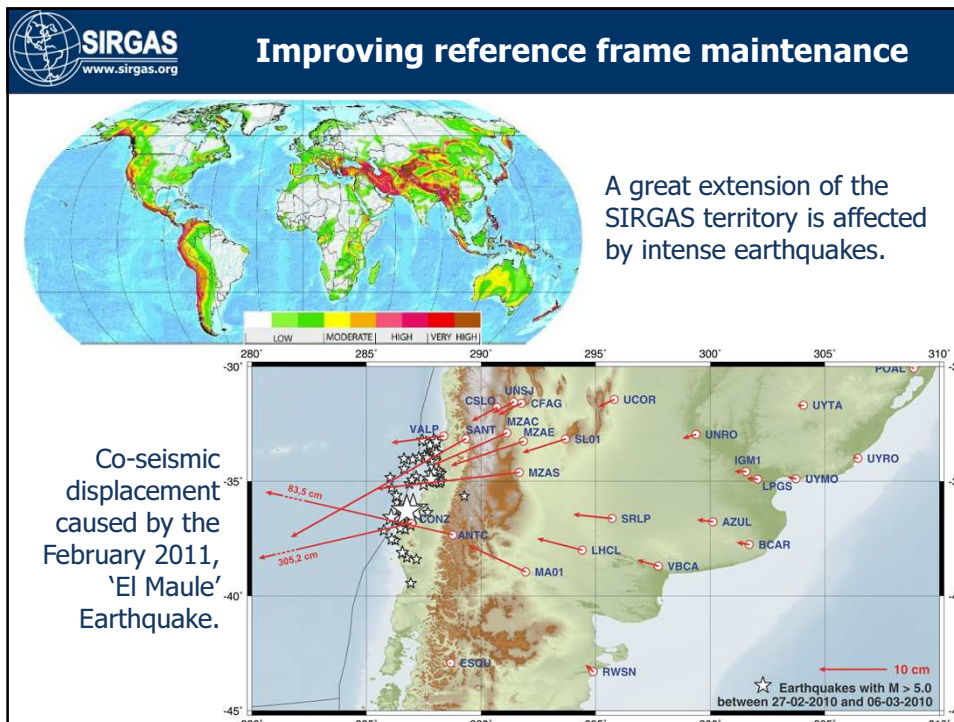 SIRGAS
www.sirgas.org
Improving reference frame maintenance
A great extension of the
SIRGAS territory is affected
by intense earthquakes.
LOW MODERATE HIGH VERY HIGH
Co-seismic
displacement
caused by the
February 2011,
‘El Maule’
Earthquake.
280° 285° 290° 295° 300° 305° 310°
-30° -30
POAL
UNSJ
CSLO CFAG UCOR UYTA
MZAC
VALP SANT MZAE SL01 UNRO
IGM1 UYRO
-35° MZAS LPGS UYMO -35
83,5 cm
CONZ SRLP AZUL
ANTC
305,2 cm LHCL BCAR
MA01 VBCA
-40° -40
ESQU RWSN
10 cm
Earthquakes with M > 5.0
between 27-02-2010 and 06-03-2010
-45° -45